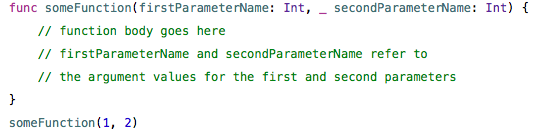 func someFunction(firstParameterName: Int, _ secondParameterName: Int) {
    // function body goes here
    // firstParameterName and secondParameterName refer to
    // the argument values for the first and second parameters
}
someFunction(1, 2)